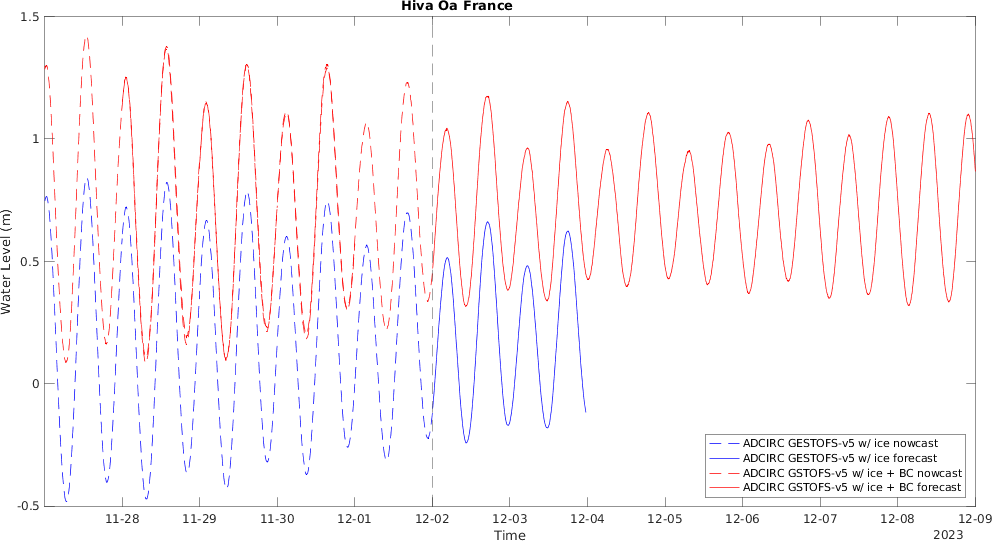 Hiva Oa France
1.5
1
0.5
0
-0.5
Water Level (m)
11-28
11-29
11-30
12-01
12-02
12-03
12-04
12-05
12-06
12-07
12-08
12-09
Time
2023
ADCIRC GESTOFS-v5 w/ ice nowcast
ADCIRC GESTOFS-v5 w/ ice forecast
ADCIRC GSTOFS-v5 w/ ice + BC nowcast
ADCIRC GSTOFS-v5 w/ ice + BC forecast